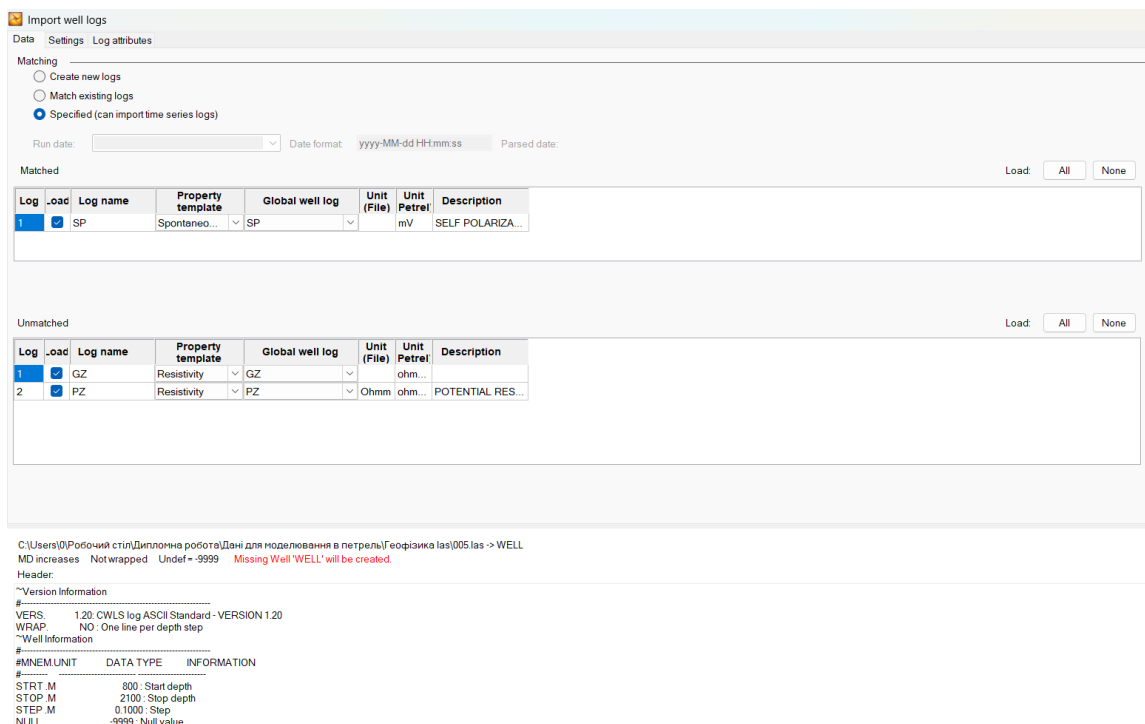 Import well logs
Data Settings Log attributes
Matching
Create new logs
Match existing logs
Specified (can import time series logs)
Run date: Date format: yyyy-MM-dd HH:mm:ss Parsed date:
Matched Load: All None
Log Load Log name Property template Global well log Unit (File) Unit Petrel Description
1 SP Spontaneo... SP mV SELF POLARIZA...
Unmatched Load: All None
Log Load Log name Property template Global well log Unit (File) Unit Petrel Description
1 GZ Resistivity GZ ohm...
2 PZ Resistivity PZ Ohmm ohm... POTENTIAL RES...
C:\Users\0\Робочий стіл\Дипломна робота\Дані для моделювання в петрель\Геофізика las\005.las -> WELL
MD increases Not wrapped Undef = -9999 Missing Well 'WELL' will be created.
Header:
~Version Information
#---------------------------------------------------------------
VERS. 1.20: CWLS log ASCII Standard - VERSION 1.20
WRAP. NO : One line per depth step
~Well Information
#---------------------------------------------------------------
#MNEM.UNIT DATA TYPE INFORMATION
#--------- -------------------------- -----------------------
STRT .M 800 : Start depth
STOP .M 2100 : Stop depth
STEP .M 0.1000 : Step
NULL -9999 : Null value